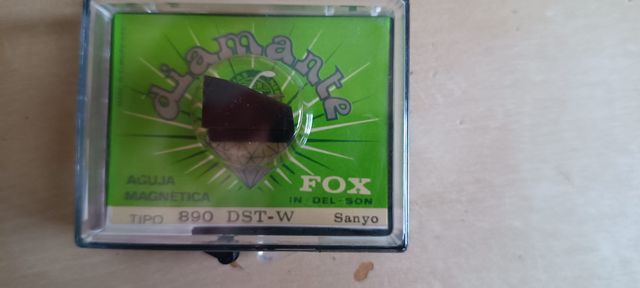 diamante
AGUJA
MAGNETICA
FOX
IN-DEL-SON
TIPO 890 DST-W Sanyo